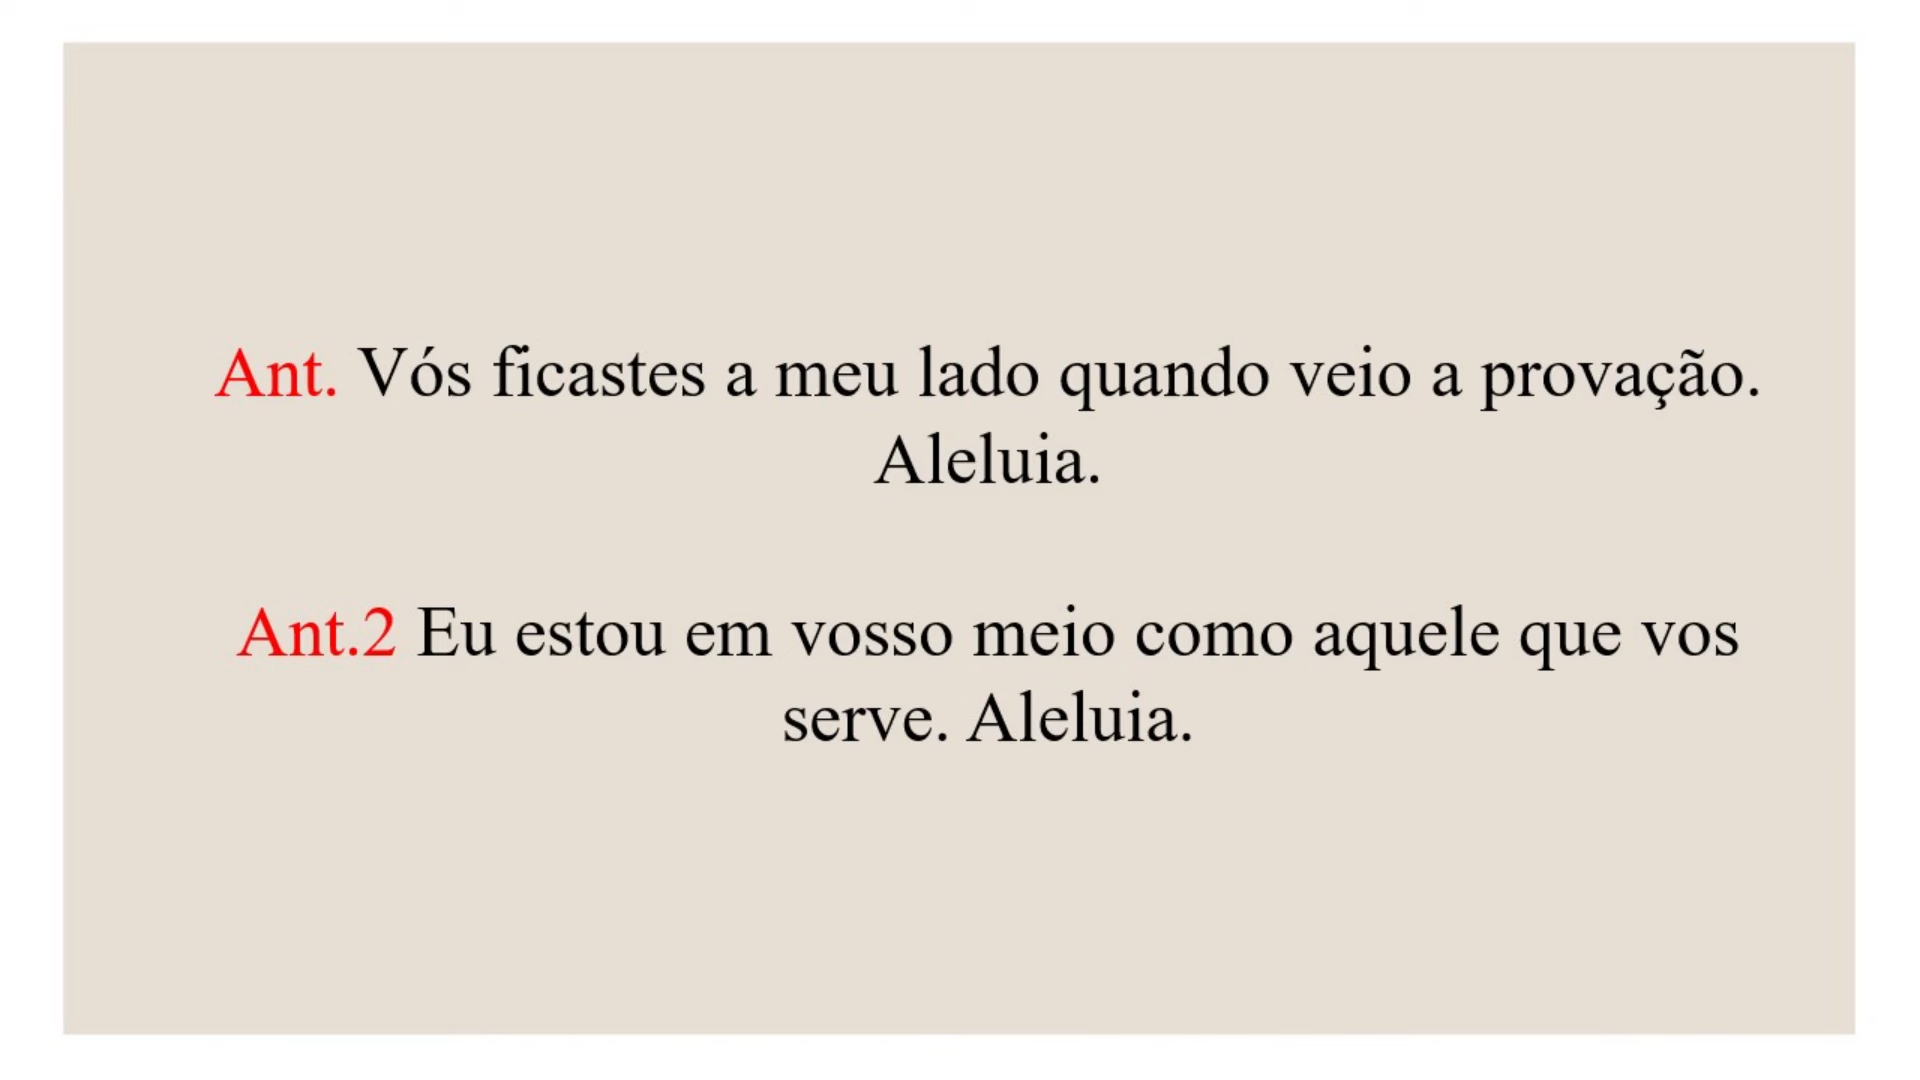 Ant. Vós ficastes a meu lado quando veio a provação.
Aleluia.
Ant.2 Eu estou em vosso meio como aquele que vos
serve. Aleluia.